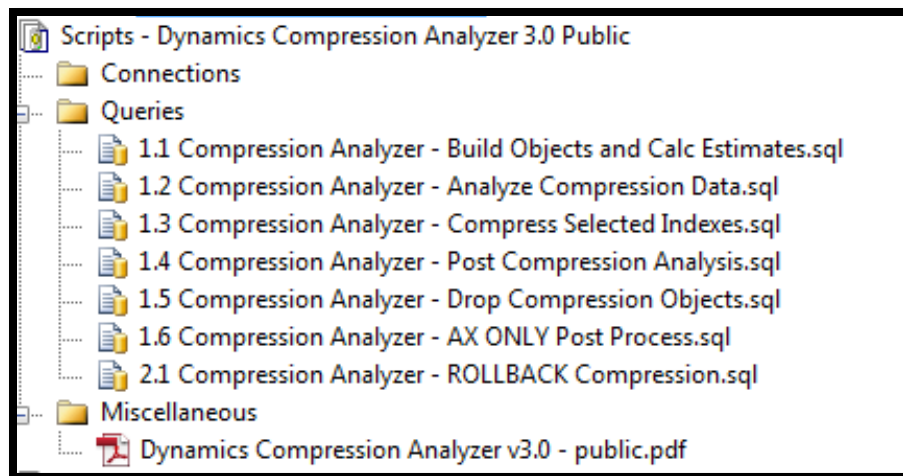 Scripts - Dynamics Compression Analyzer 3.0 Public
Connections
Queries
1.1 Compression Analyzer - Build Objects and Calc Estimates.sql
1.2 Compression Analyzer - Analyze Compression Data.sql
1.3 Compression Analyzer - Compress Selected Indexes.sql
1.4 Compression Analyzer - Post Compression Analysis.sql
1.5 Compression Analyzer - Drop Compression Objects.sql
1.6 Compression Analyzer - AX ONLY Post Process.sql
2.1 Compression Analyzer - ROLLBACK Compression.sql
Miscellaneous
Dynamics Compression Analyzer v3.0 - public.pdf